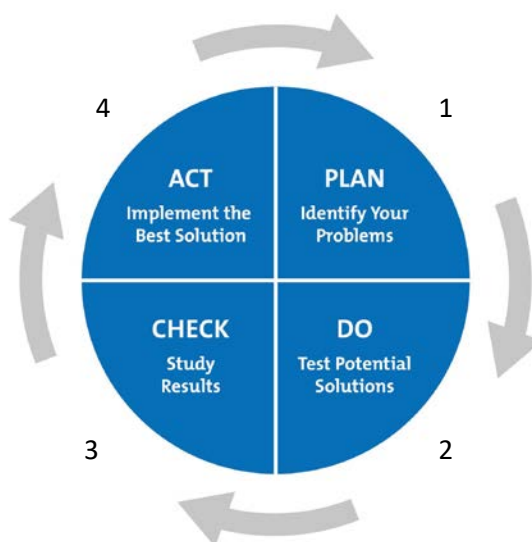 4
1
ACT
Implement the
Best Solution
PLAN
Identify Your
Problems
CHECK
Study
Results
DO
Test Potential
Solutions
3
2